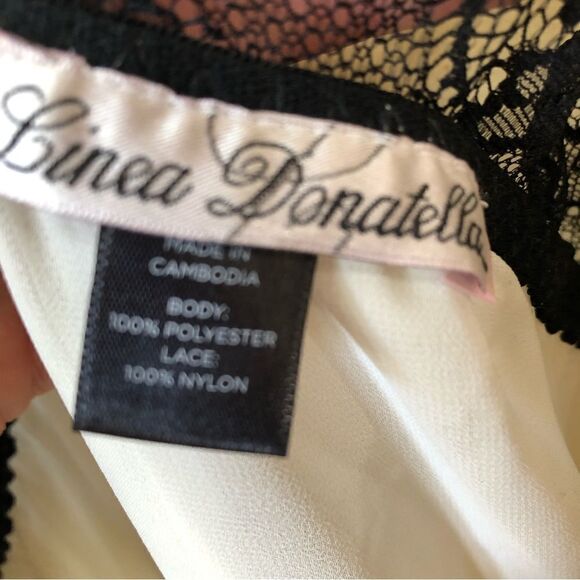 Linea Donatella
MADE IN
CAMBODIA
BODY:
100% POLYESTER
LACE:
100% NYLON